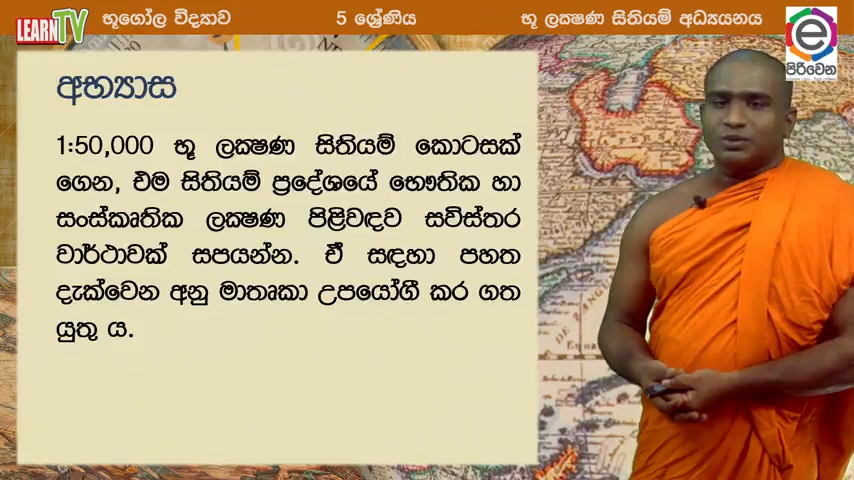 LEARN TV
භූගෝල විද්‍යාව
5 ශ්‍රේණිය
භූ ලක්ෂණ සිතියම් අධ්‍යයනය
e
පිරිවෙන
අභ්‍යාස
1:50,000 භූ ලක්ෂණ සිතියම් කොටසක්
ගෙන, එම සිතියම් ප්‍රදේශයේ භෞතික හා
සංස්කෘතික ලක්ෂණ පිළිවඳව සවිස්තර
වාර්ථාවක් සපයන්න. ඒ සඳහා පහත
දැක්වෙන අනු මාතෘකා උපයෝගී කර ගත
යුතු ය.